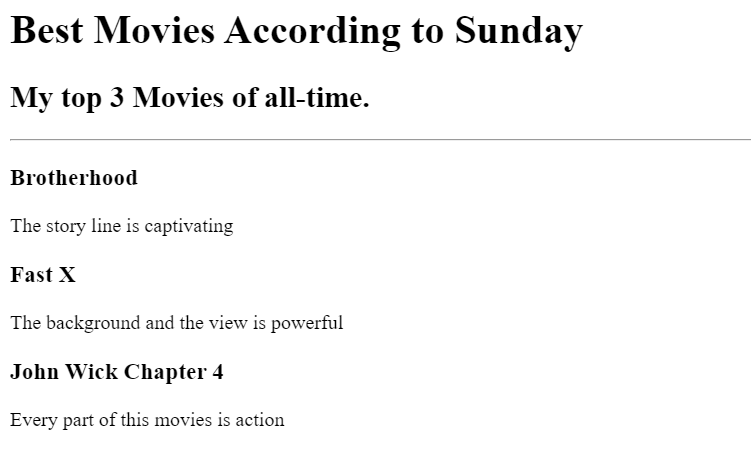 Best Movies According to Sunday
My top 3 Movies of all-time.
Brotherhood
The story line is captivating
Fast X
The background and the view is powerful
John Wick Chapter 4
Every part of this movies is action